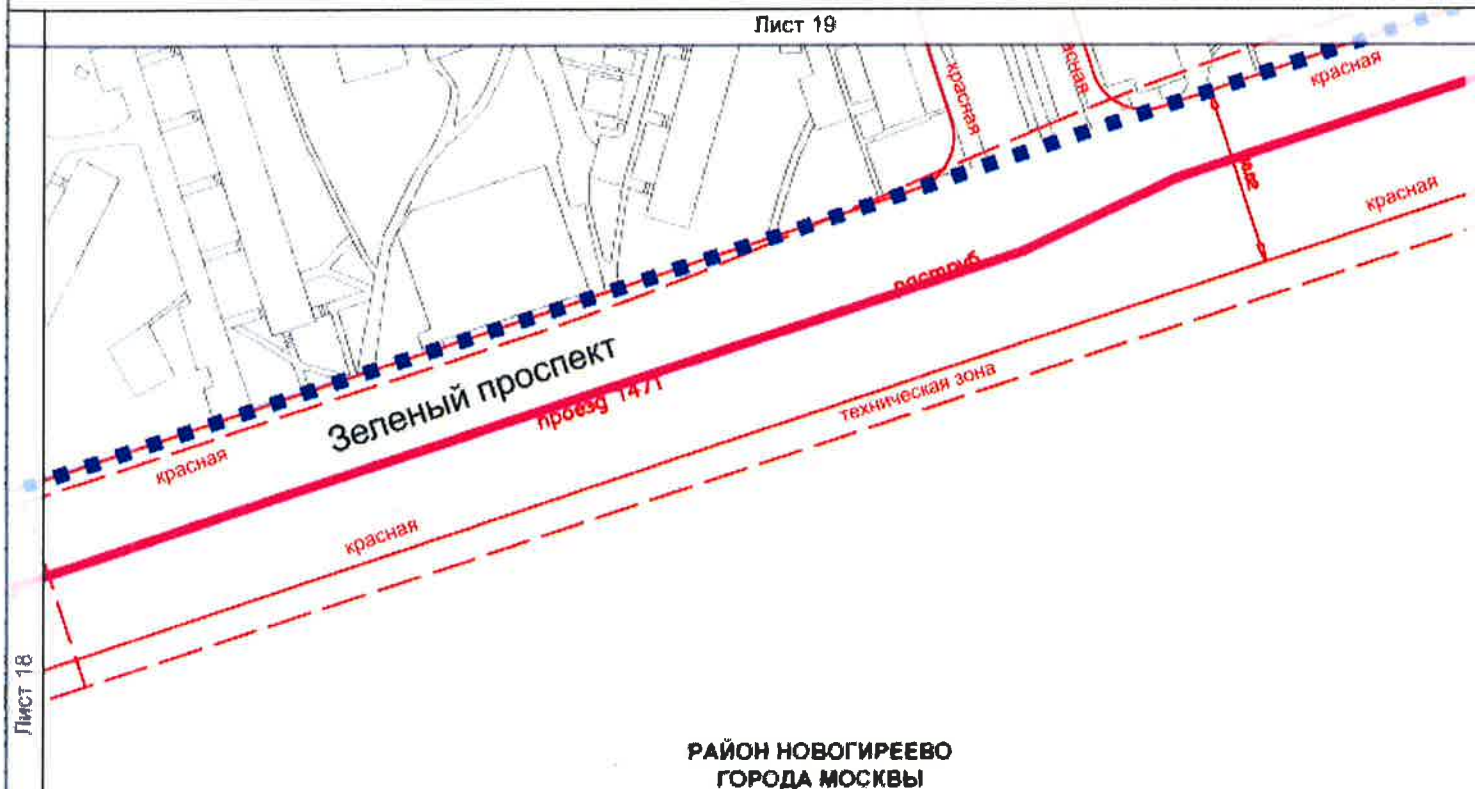 Лист 19
красная
красная
красная
красная
раструб
Зеленый проспект
проезд 1471
техническая зона
красная
красная
Лист 18
РАЙОН НОВОГИРЕЕВО
ГОРОДА МОСКВЫ